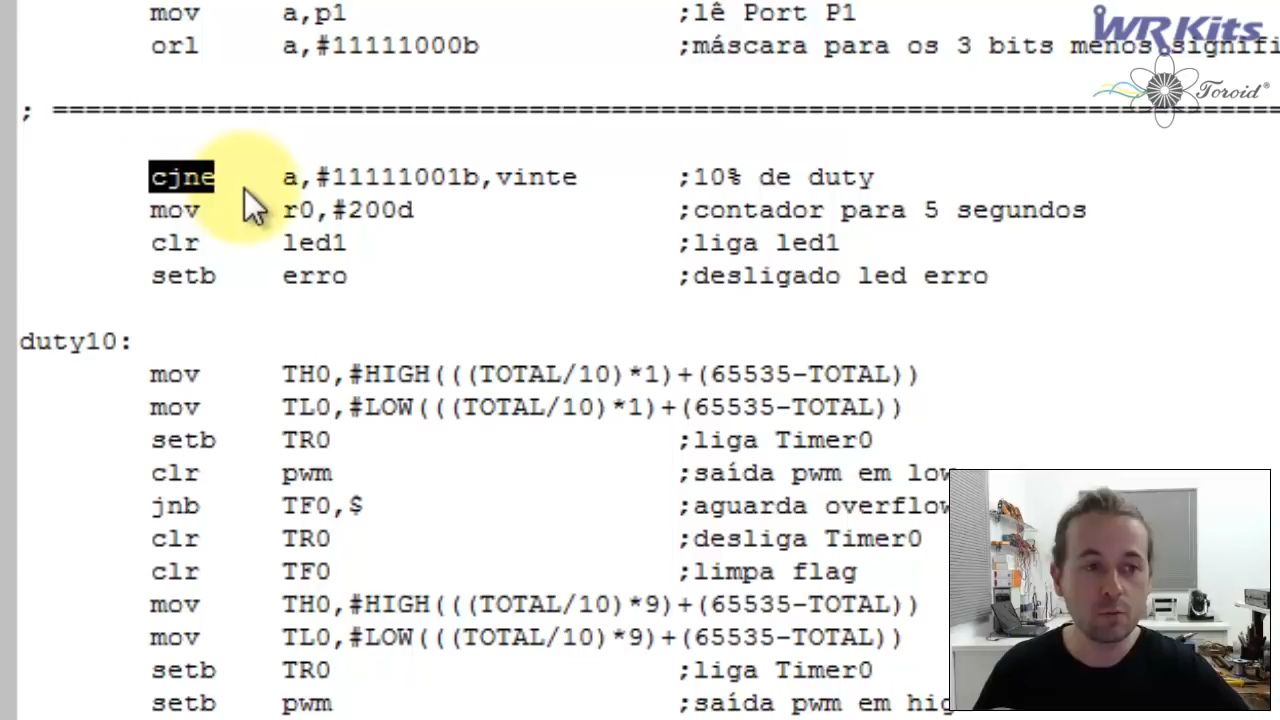 mov a,p1 ;lê Port P1
orl a,#11111000b ;máscara para os 3 bits menos signifi
WRKits
Toroid®
; ======================================================================
cjne a,#11111001b,vinte ;10% de duty
mov r0,#200d ;contador para 5 segundos
clr led1 ;liga led1
setb erro ;desligado led erro
duty10:
mov TH0,#HIGH(((TOTAL/10)*1)+(65535-TOTAL))
mov TL0,#LOW(((TOTAL/10)*1)+(65535-TOTAL))
setb TR0 ;liga Timer0
clr pwm ;saída pwm em low
jnb TF0,$ ;aguarda overflow
clr TR0 ;desliga Timer0
clr TF0 ;limpa flag
mov TH0,#HIGH(((TOTAL/10)*9)+(65535-TOTAL))
mov TL0,#LOW(((TOTAL/10)*9)+(65535-TOTAL))
setb TR0 ;liga Timer0
setb pwm ;saída pwm em hig